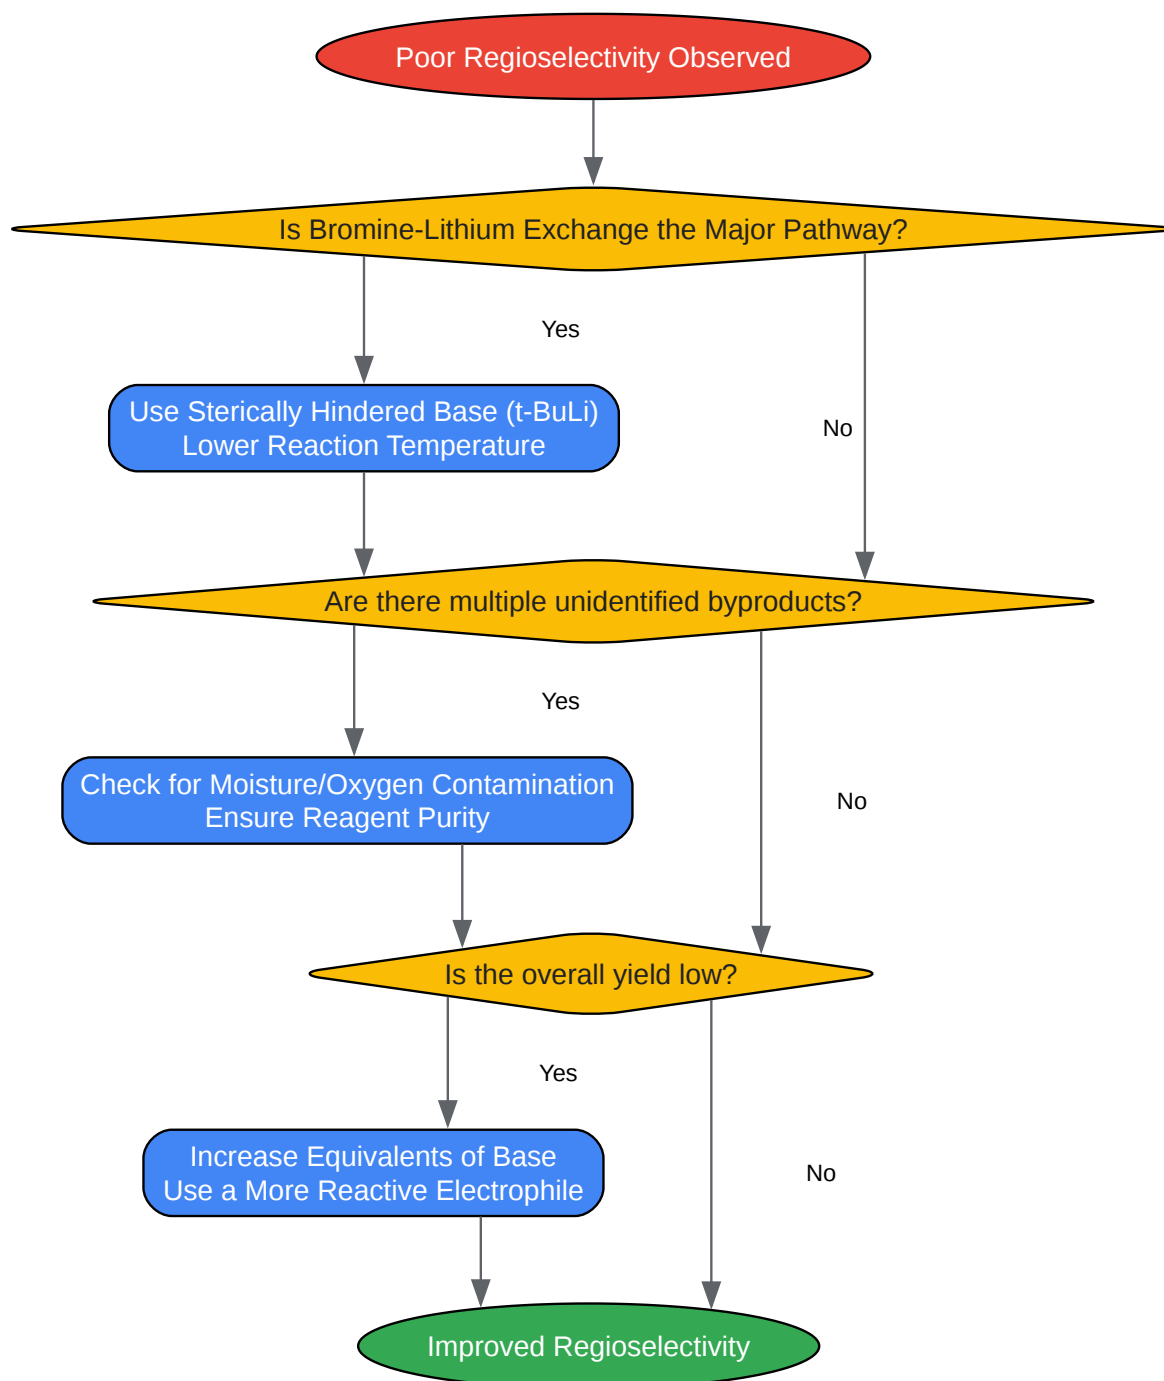 Poor Regioselectivity Observed
Is Bromine-Lithium Exchange the Major Pathway?
Yes
Use Sterically Hindered Base (t-BuLi)
Lower Reaction Temperature
No
Are there multiple unidentified byproducts?
Yes
Check for Moisture/Oxygen Contamination
Ensure Reagent Purity
No
Is the overall yield low?
Yes
Increase Equivalents of Base
Use a More Reactive Electrophile
No
Improved Regioselectivity